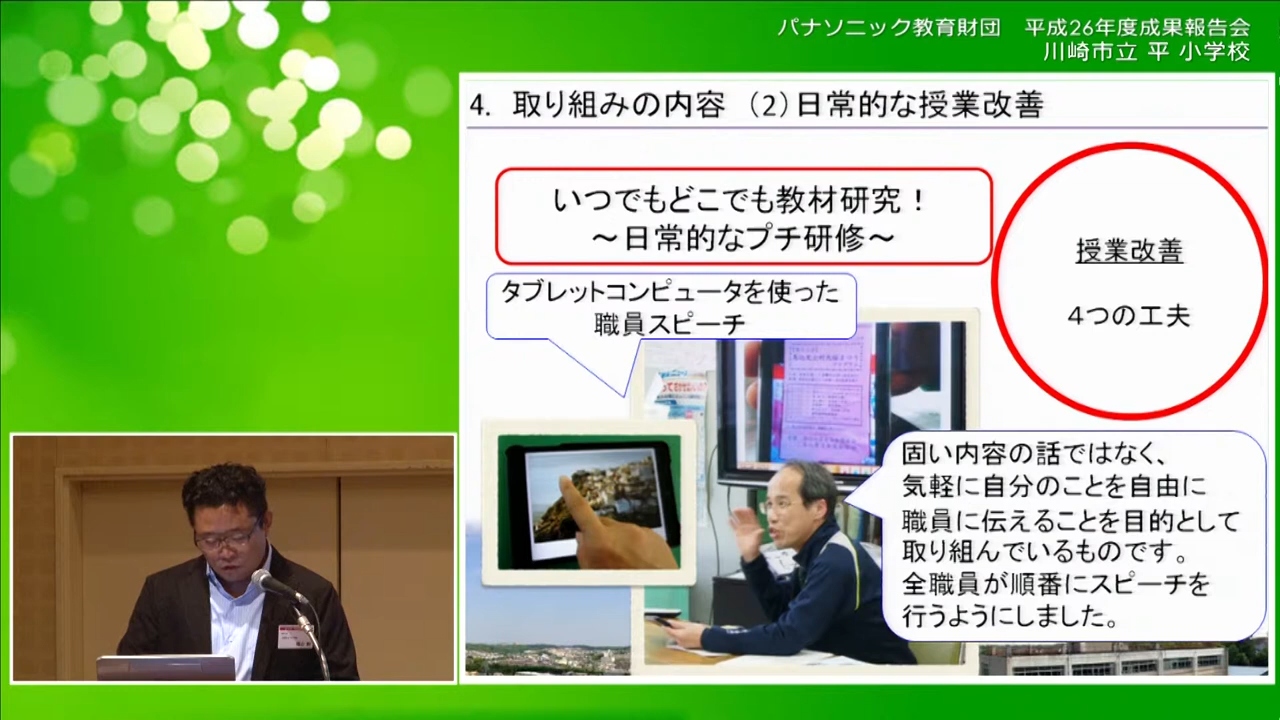 パナソニック教育財団　平成26年度成果報告会
川崎市立 平 小学校
4. 取り組みの内容 （2）日常的な授業改善
いつでもどこでも教材研究！
～日常的なプチ研修～
授業改善
4つの工夫
タブレットコンピュータを使った
職員スピーチ
固い内容の話ではなく、
気軽に自分のことを自由に
職員に伝えることを目的として
取り組んでいるものです。
全職員が順番にスピーチを
行うようにしました。